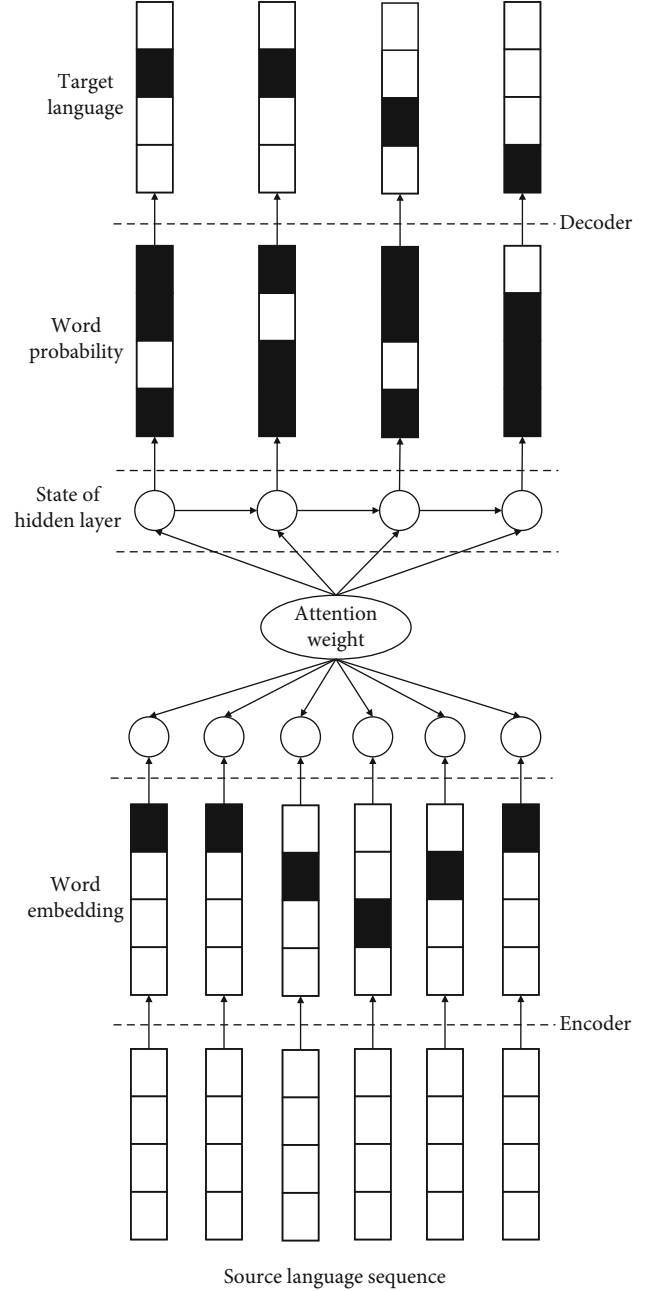 Target
language
Decoder
Word
probability
State of
hidden layer
Attention
weight
Word
embedding
Encoder
Source language sequence